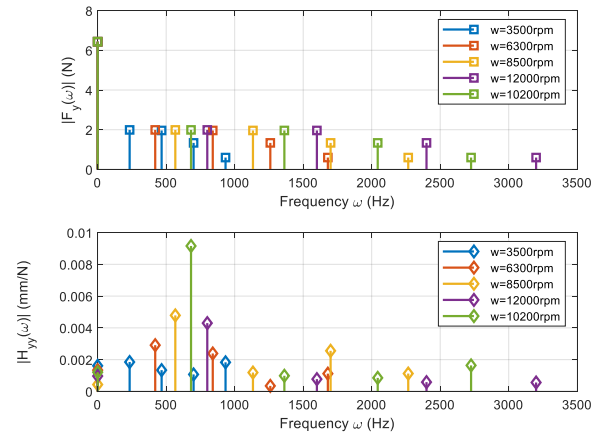 8
6
4
2
0
|F_y(ω)| (N)
w=3500rpm
w=6300rpm
w=8500rpm
w=12000rpm
w=10200rpm
0 500 1000 1500 2000 2500 3000 3500
Frequency ω (Hz)
0.01
0.008
0.006
0.004
0.002
0
|H_yy(ω)| (mm/N)
w=3500rpm
w=6300rpm
w=8500rpm
w=12000rpm
w=10200rpm
0 500 1000 1500 2000 2500 3000 3500
Frequency ω (Hz)